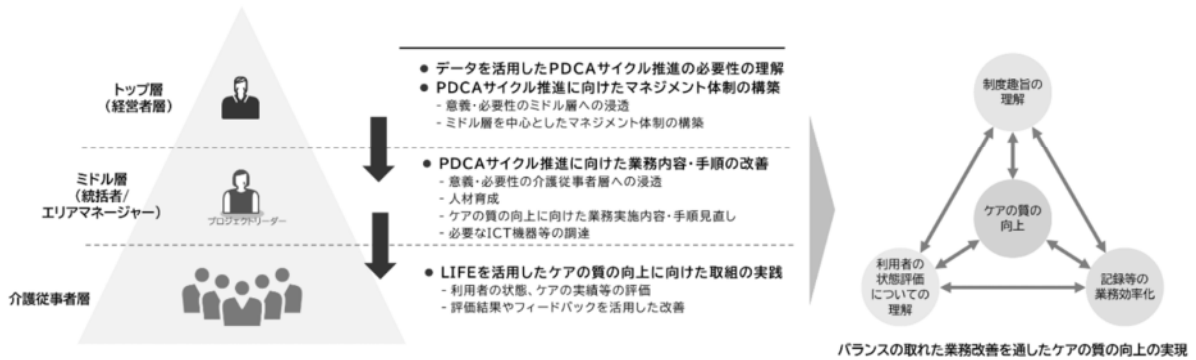 トップ層
（経営者層）
● データを活用したPDCAサイクル推進の必要性の理解
● PDCAサイクル推進に向けたマネジメント体制の構築
- 意義・必要性のミドル層への浸透
- ミドル層を中心としたマネジメント体制の構築
ミドル層
（統括者/
エリアマネージャー）
プロジェクトリーダー
● PDCAサイクル推進に向けた業務内容・手順の改善
- 意義・必要性の介護従事者層への浸透
- 人材育成
- ケアの質の向上に向けた業務実施内容・手順見直し
- 必要なICT機器等の調達
介護従事者層
● LIFEを活用したケアの質の向上に向けた取組の実践
- 利用者の状態、ケアの実績等の評価
- 評価結果やフィードバックを活用した改善
制度趣旨の
理解
ケアの質の
向上
利用者の
状態評価
についての
理解
記録等の
業務効率化
バランスの取れた業務改善を通したケアの質の向上の実現